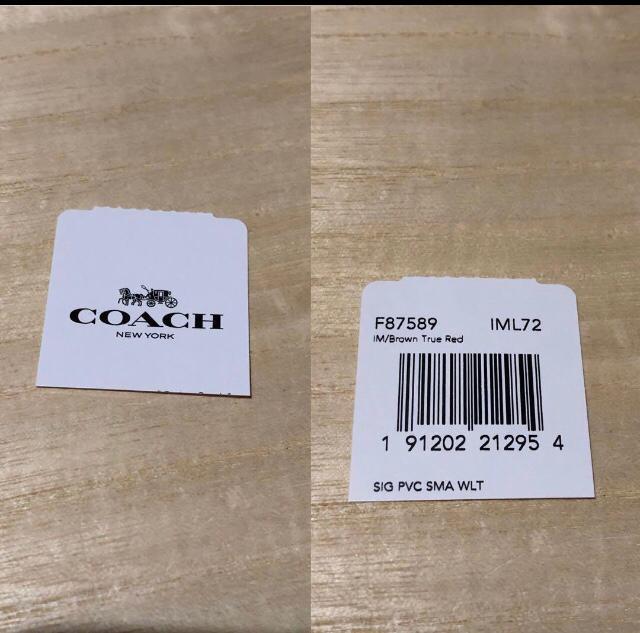 COACH
NEW YORK
F87589 IML72
IM/Brown True Red
1 91202 21295 4
SIG PVC SMA WLT